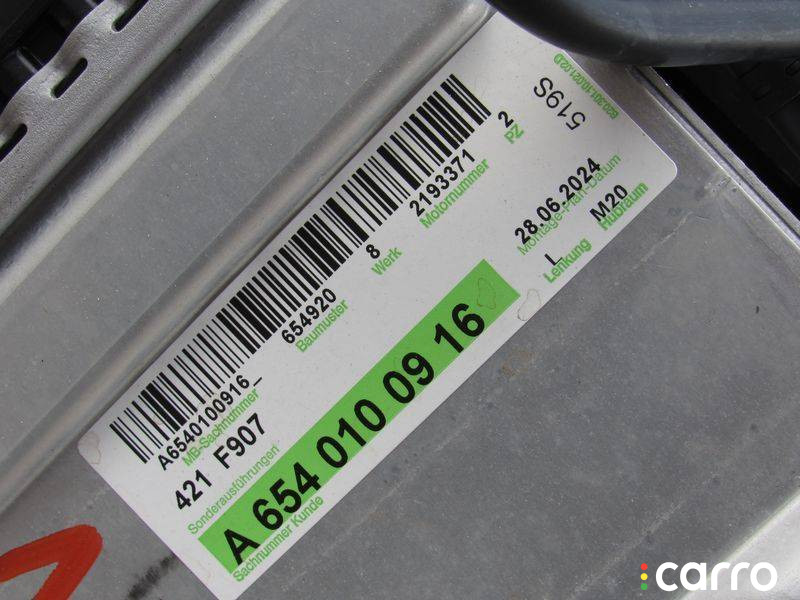 A6540100916_ 654920 8 2193371 2
MB-Sachnummer Baumuster Werk Motornummer PZ
519S
421 F907
Sonderausführungen
28.06.2024
Montage-Plan-Datum
A 654 010 09 16
Sachnummer Kunde
L M20
Lenkung Hubraum
carro